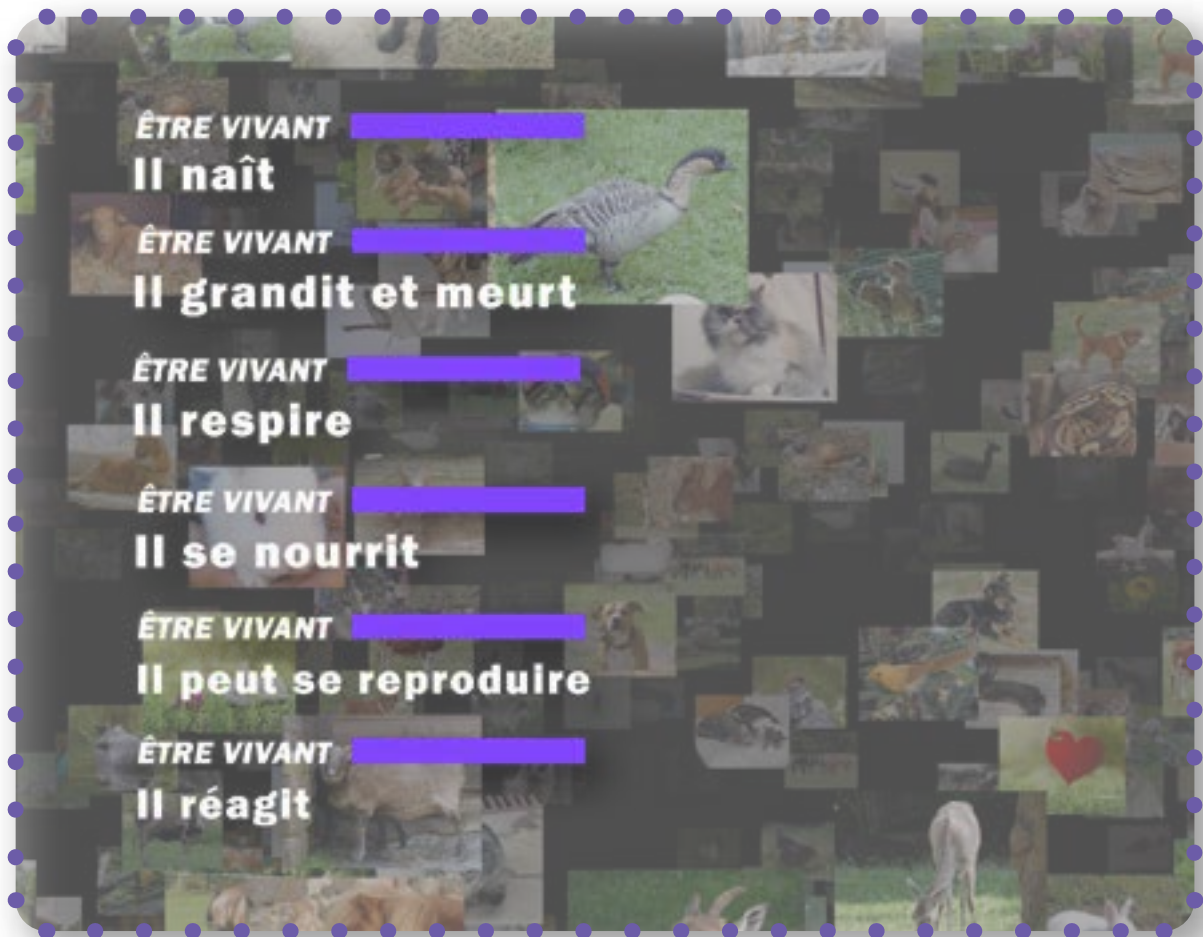 ÊTRE VIVANT
Il naît
ÊTRE VIVANT
Il grandit et meurt
ÊTRE VIVANT
Il respire
ÊTRE VIVANT
Il se nourrit
ÊTRE VIVANT
Il peut se reproduire
ÊTRE VIVANT
Il réagit